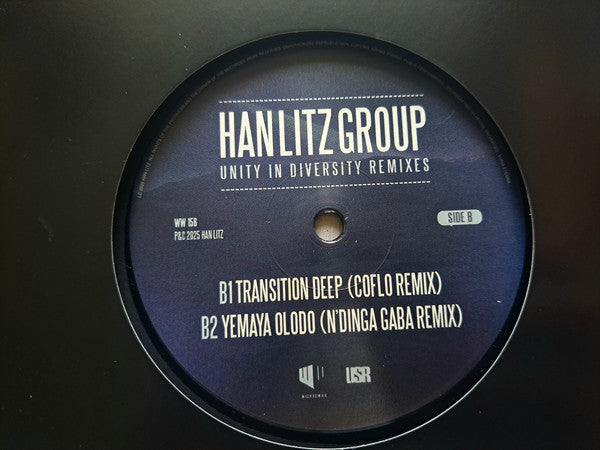 HAN LITZ GROUP
UNITY IN DIVERSITY REMIXES
WW 156
P&C 2025 HAN LITZ
SIDE B
B1 TRANSITION DEEP (COFLO REMIX)
B2 YEMAYA OLODO (N'DINGA GABA REMIX)
WICKEDWAX
USR